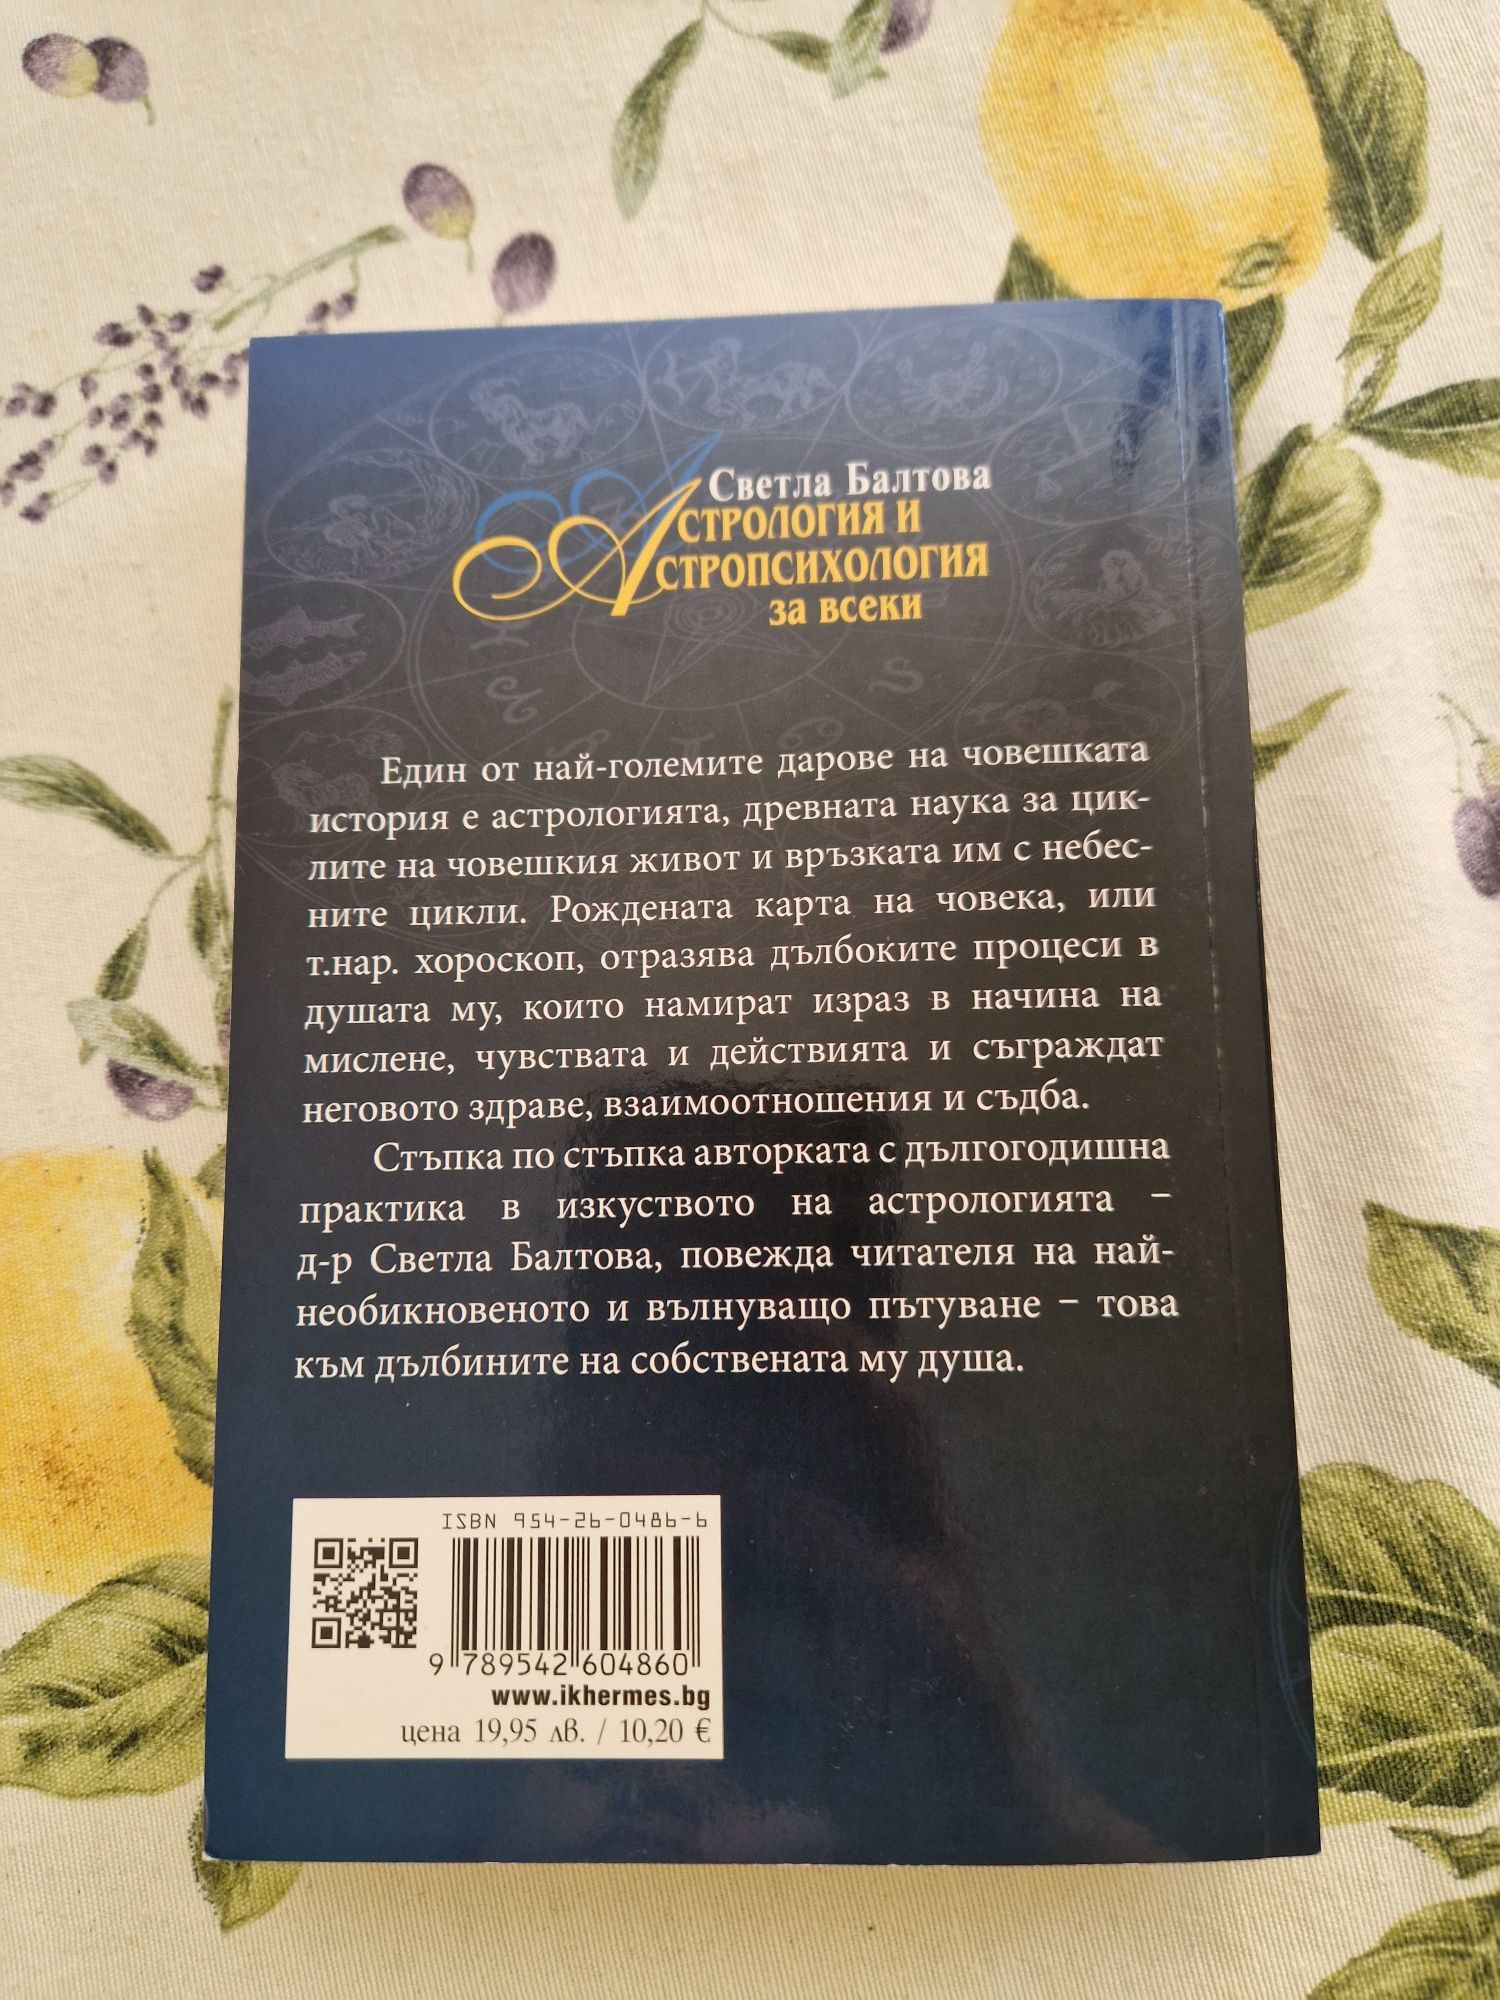 Светла Балтова
Астрология и
Астропсихология
за всеки
Един от най-големите дарове на човешката
история е астрологията, древната наука за цик-
лите на човешкия живот и връзката им с небес-
ните цикли. Рождената карта на човека, или
т.нар. хороскоп, отразява дълбоките процеси в
душата му, които намират израз в начина на
мислене, чувствата и действията и съграждат
неговото здраве, взаимоотношения и съдба.
Стъпка по стъпка авторката с дългогодишна
практика в изкуството на астрологията –
д-р Светла Балтова, повежда читателя на най-
необикновеното и вълнуващо пътуване – това
към дълбините на собствената му душа.
ISBN 954-26-0486-6
9 789542 604860
www.ikhermes.bg
цена 19,95 лв. / 10,20 €